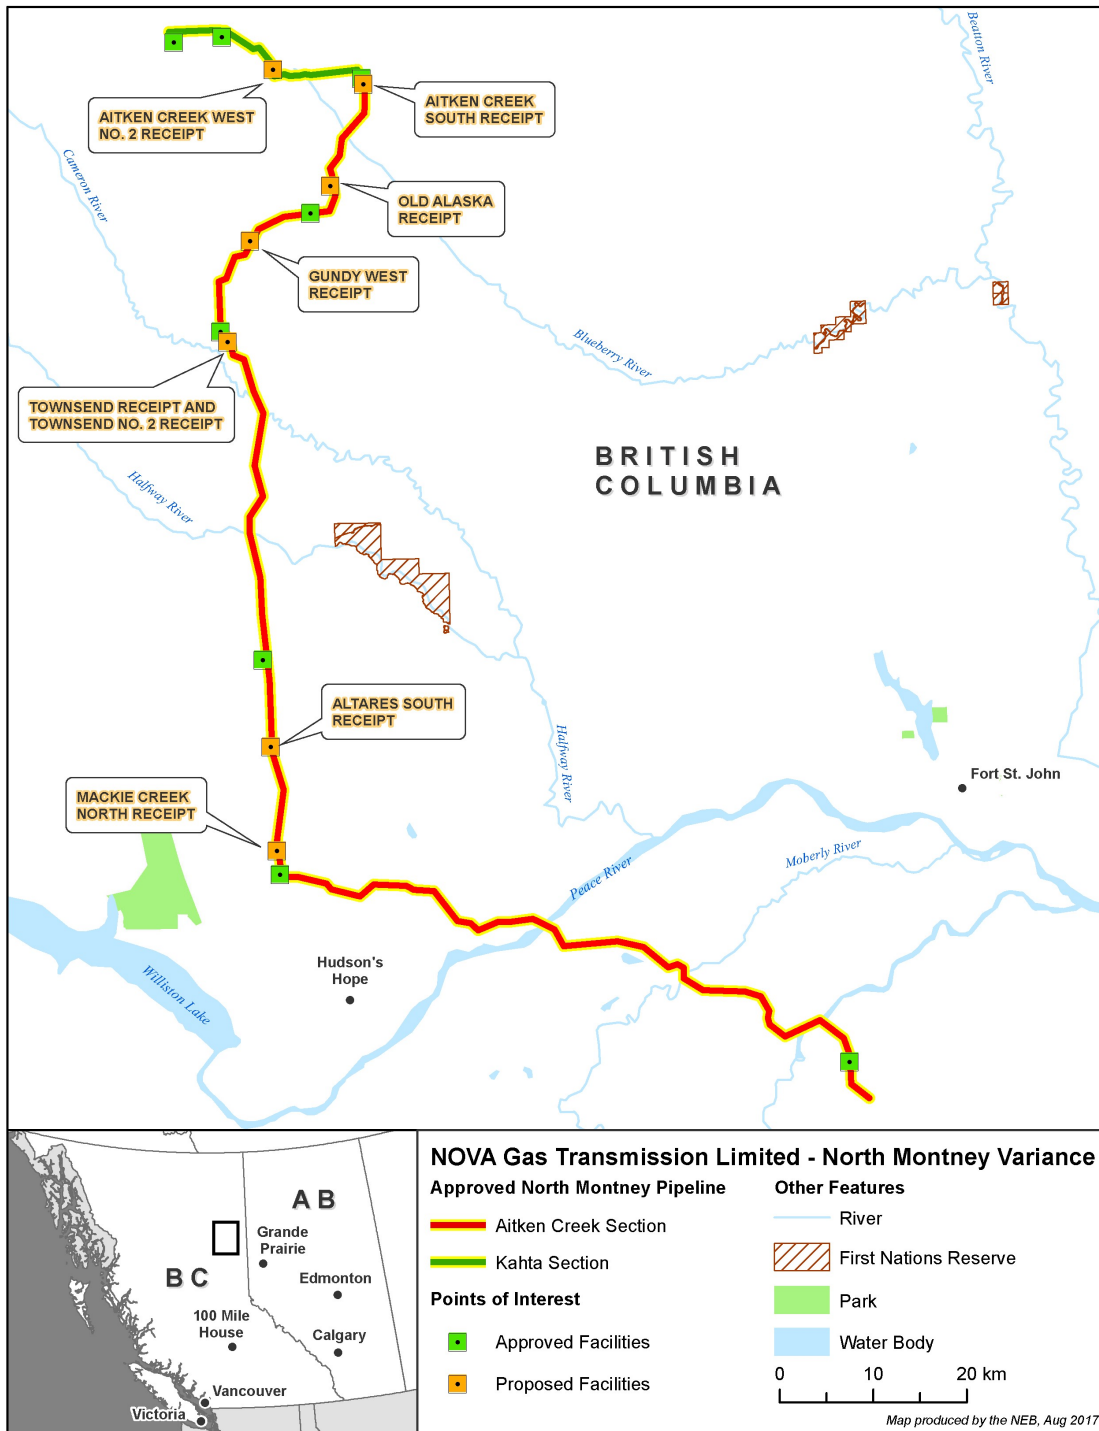 Beatton River
AITKEN CREEK WEST
NO. 2 RECEIPT
AITKEN CREEK
SOUTH RECEIPT
Cameron River
OLD ALASKA
RECEIPT
GUNDY WEST
RECEIPT
Blueberry River
TOWNSEND RECEIPT AND
TOWNSEND NO. 2 RECEIPT
BRITISH
COLUMBIA
Halfway River
ALTARES SOUTH
RECEIPT
Halfway River
Fort St. John
MACKIE CREEK
NORTH RECEIPT
Moberly River
Peace River
Hudson's
Hope
Williston Lake
AB
Grande
Prairie
BC
Edmonton
100 Mile
House
Calgary
Vancouver
Victoria
NOVA Gas Transmission Limited - North Montney Variance
Approved North Montney Pipeline
Aitken Creek Section
Kahta Section
Points of Interest
Approved Facilities
Proposed Facilities
Other Features
River
First Nations Reserve
Park
Water Body
0 10 20 km
Map produced by the NEB, Aug 2017